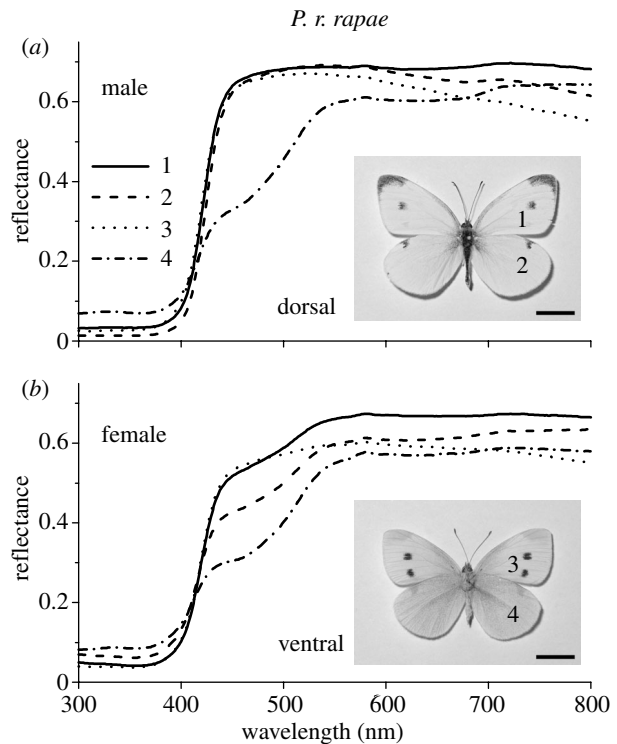 P. r. rapae
(a)
male
0.6
1
2
3
4
0.4
0.2
0
reflectance
dorsal
1
2
(b)
female
0.6
0.4
0.2
0
reflectance
ventral
3
4
300 400 500 600 700 800
wavelength (nm)